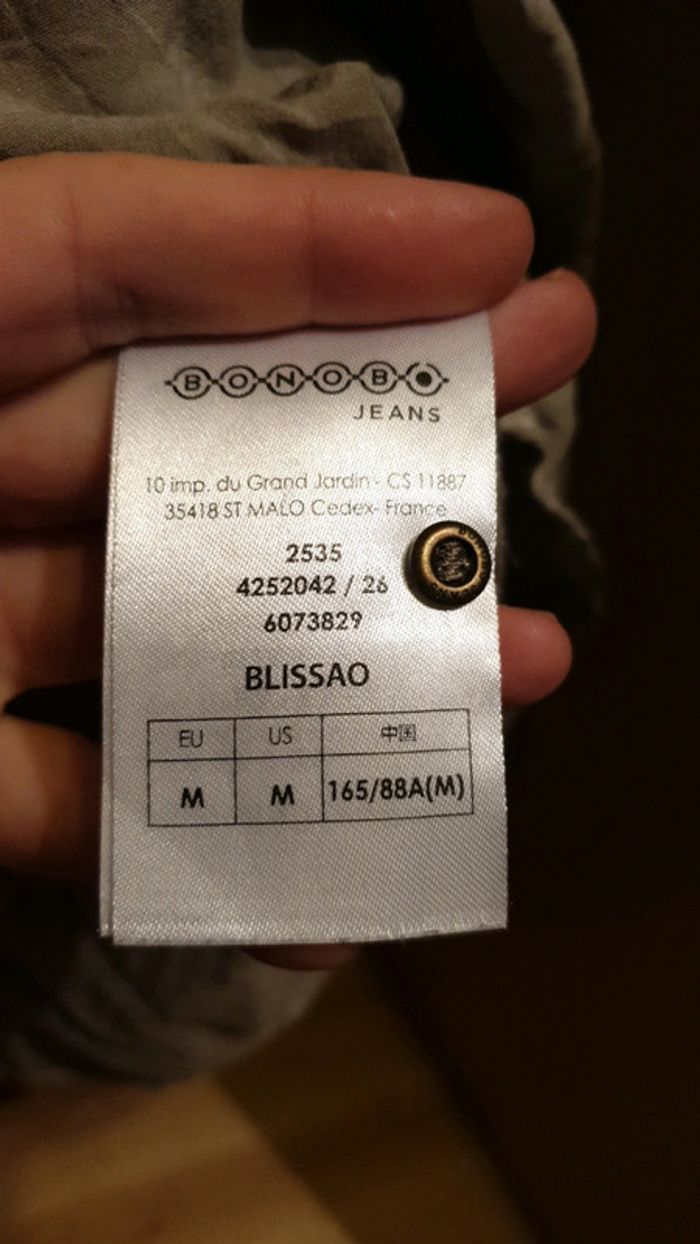 BONOBO
JEANS
10 imp. du Grand Jardin - CS 11887
35418 ST MALO Cedex- France
2535
4252042 / 26
6073829
BLISSAO
EU US 中国
M M 165/88A(M)